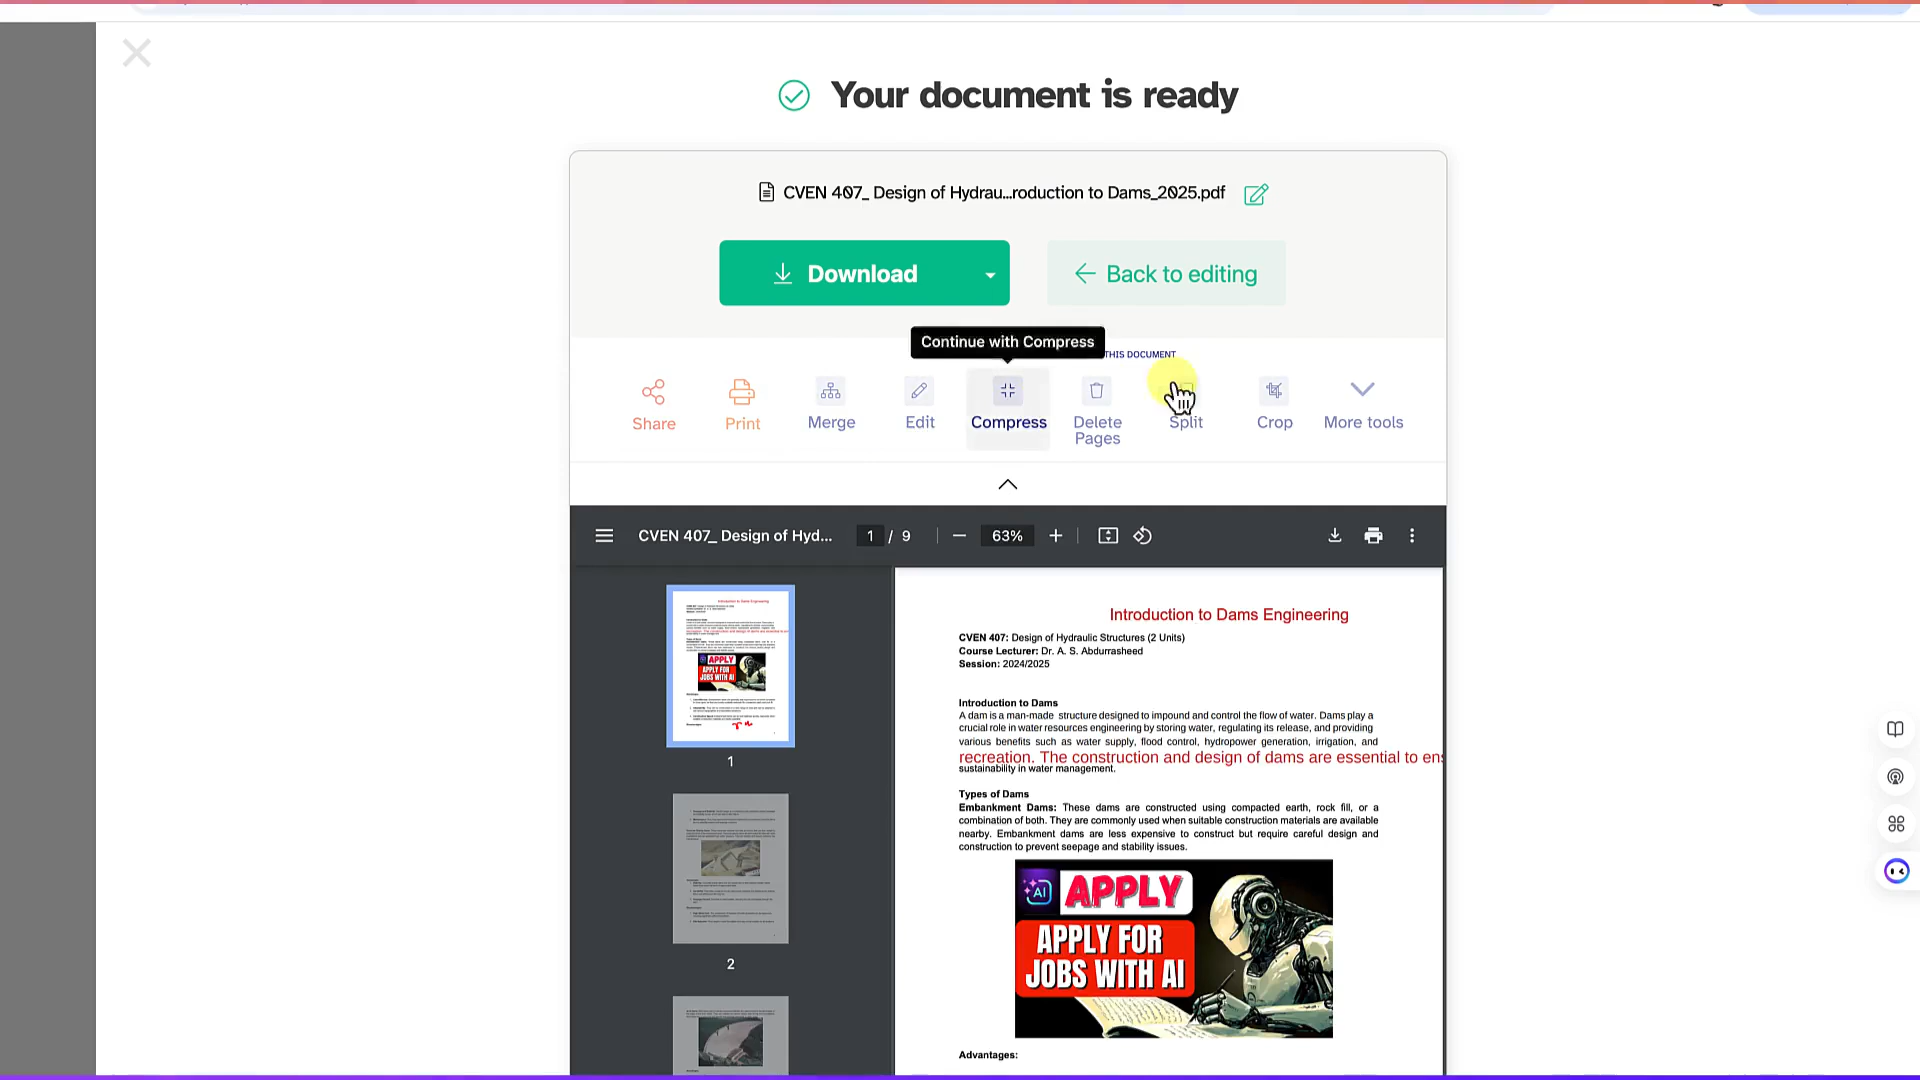 Your document is ready
CVEN 407_ Design of Hydrau...roduction to Dams_2025.pdf
Download
Back to editing
Continue with Compress
THIS DOCUMENT
Share
Print
Merge
Edit
Compress
Delete
Pages
Split
Crop
More tools
CVEN 407_ Design of Hyd...
1 / 9
63%
Introduction to Dams Engineering
CVEN 407: Design of Hydraulic Structures (2 Units)
Course Lecturer: Dr. A. S. Abdurrasheed
Session: 2024/2025
Introduction to Dams
A dam is a man-made structure designed to impound and control the flow of water. Dams play a
crucial role in water resources engineering by storing water, regulating its release, and providing
various benefits such as water supply, flood control, hydropower generation, irrigation, and
recreation. The construction and design of dams are essential to ens
sustainability in water management.
Types of Dams
Embankment Dams: These dams are constructed using compacted earth, rock fill, or a
combination of both. They are commonly used when suitable construction materials are available
nearby. Embankment dams are less expensive to construct but require careful design and
construction to prevent seepage and stability issues.
AI APPLY
APPLY FOR
JOBS WITH AI
Advantages:
1
2